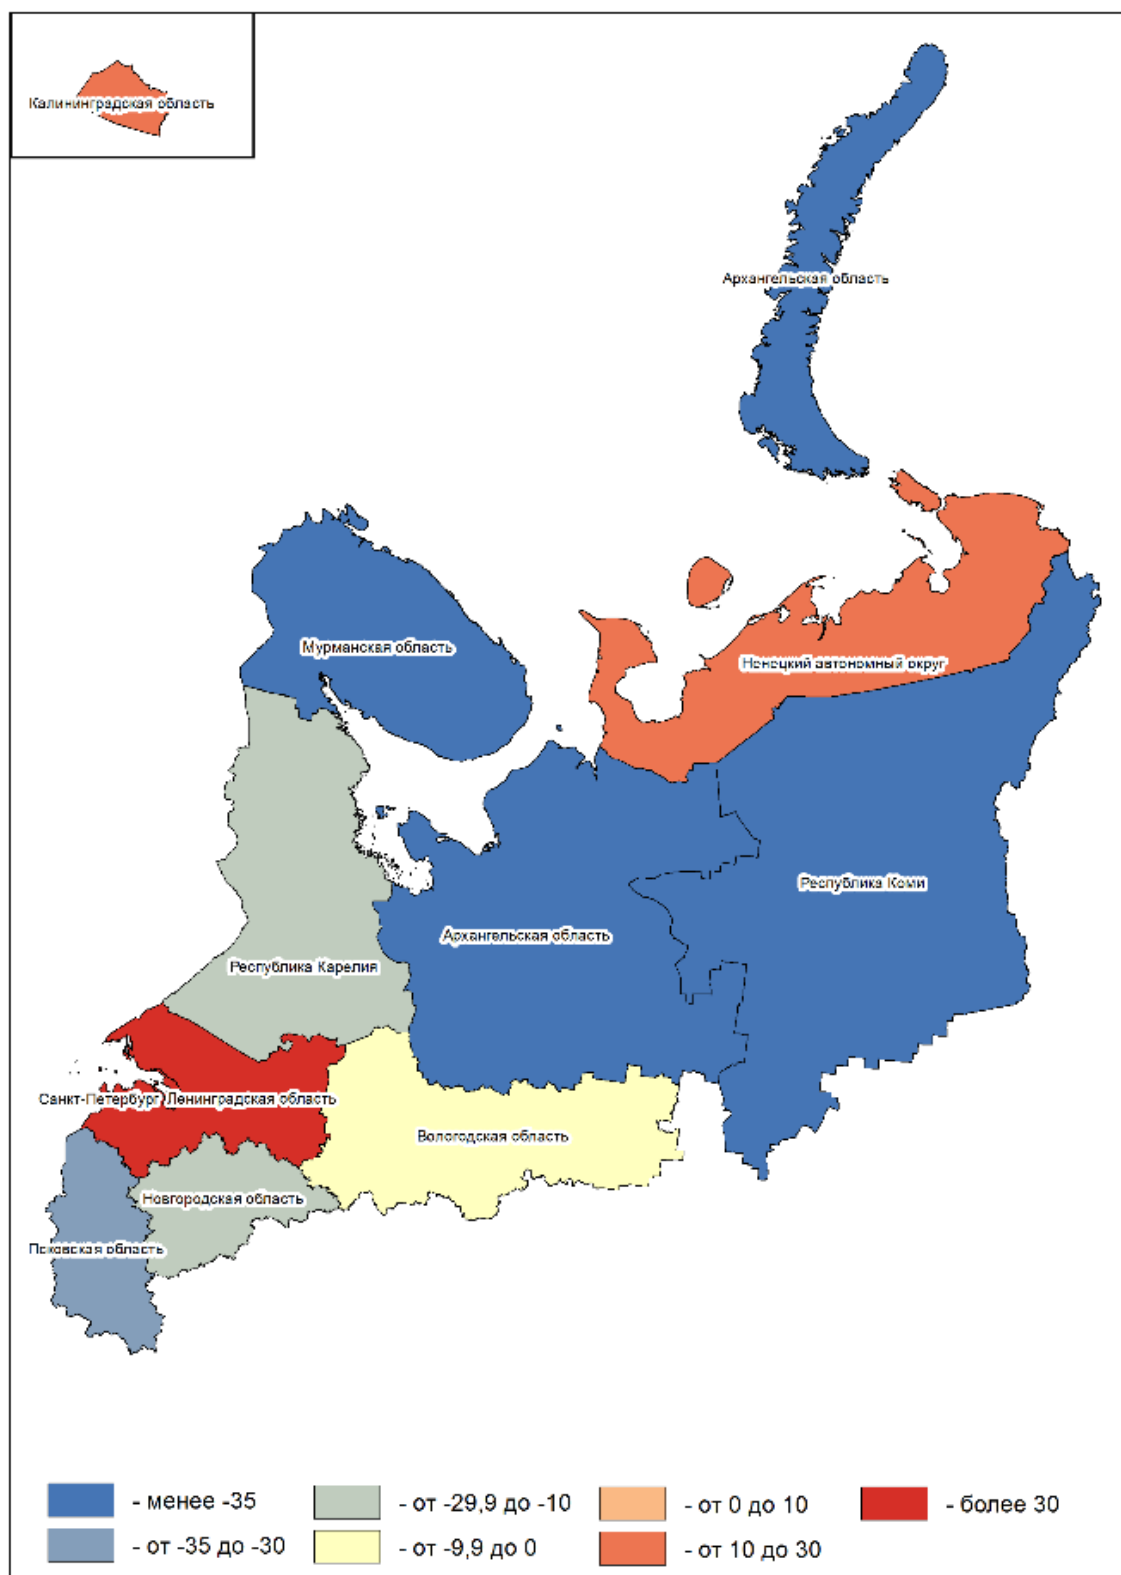 Калининградская область
Архангельская область
Мурманская область
Ненецкий автономный округ
Республика Коми
Архангельская область
Республика Карелия
Санкт-Петербург Ленинградская область
Вологодская область
Новгородская область
Псковская область
- менее -35
- от -29,9 до -10
- от 0 до 10
- более 30
- от -35 до -30
- от -9,9 до 0
- от 10 до 30